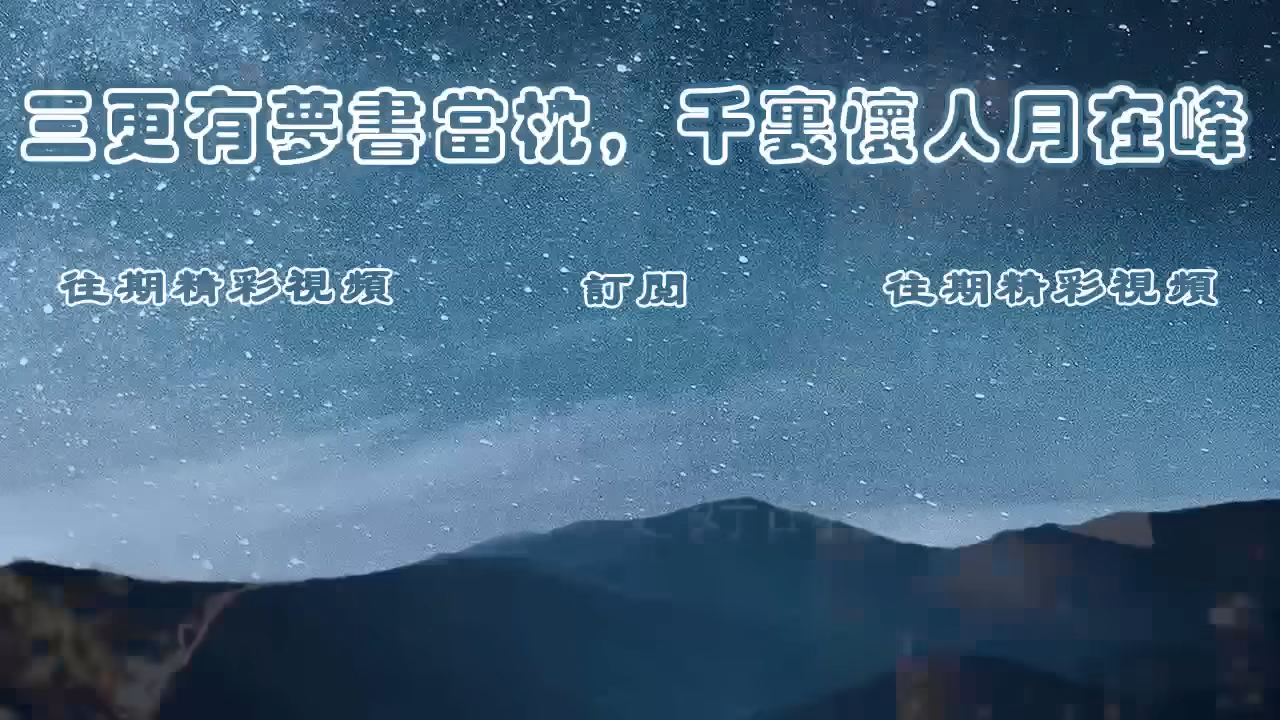 三更有夢書當枕，千裏懷人月在峰
往期精彩視頻 訂閱 往期精彩視頻